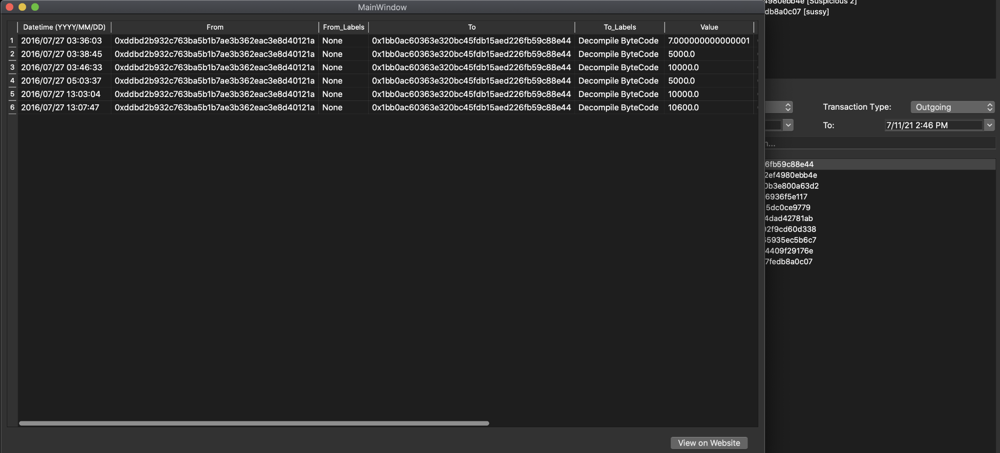 MainWindow
Datetime (YYYY/MM/DD) From From_Labels To To_Labels Value
1 2016/07/27 03:36:03 0xddbd2b932c763ba5b1b7ae3b362eac3e8d40121a None 0x1bb0ac60363e320bc45fdb15aed226fb59c88e44 Decompile ByteCode 7.000000000000001
2 2016/07/27 03:38:45 0xddbd2b932c763ba5b1b7ae3b362eac3e8d40121a None 0x1bb0ac60363e320bc45fdb15aed226fb59c88e44 Decompile ByteCode 5000.0
3 2016/07/27 03:46:33 0xddbd2b932c763ba5b1b7ae3b362eac3e8d40121a None 0x1bb0ac60363e320bc45fdb15aed226fb59c88e44 Decompile ByteCode 10000.0
4 2016/07/27 05:03:37 0xddbd2b932c763ba5b1b7ae3b362eac3e8d40121a None 0x1bb0ac60363e320bc45fdb15aed226fb59c88e44 Decompile ByteCode 5000.0
5 2016/07/27 13:03:04 0xddbd2b932c763ba5b1b7ae3b362eac3e8d40121a None 0x1bb0ac60363e320bc45fdb15aed226fb59c88e44 Decompile ByteCode 10000.0
6 2016/07/27 13:07:47 0xddbd2b932c763ba5b1b7ae3b362eac3e8d40121a None 0x1bb0ac60363e320bc45fdb15aed226fb59c88e44 Decompile ByteCode 10600.0
View on Website
4980ebb4e [Suspicious 2]
db8a0c07 [sussy]
Transaction Type: Outgoing
To: 7/11/21 2:46 PM
...
6fb59c88e44
2ef4980ebb4e
0b3e800a63d2
6936f5e117
5dc0ce9779
4dad42781ab
2f9cd60d338
5935ec5b6c7
4409f29176e
7fedb8a0c07